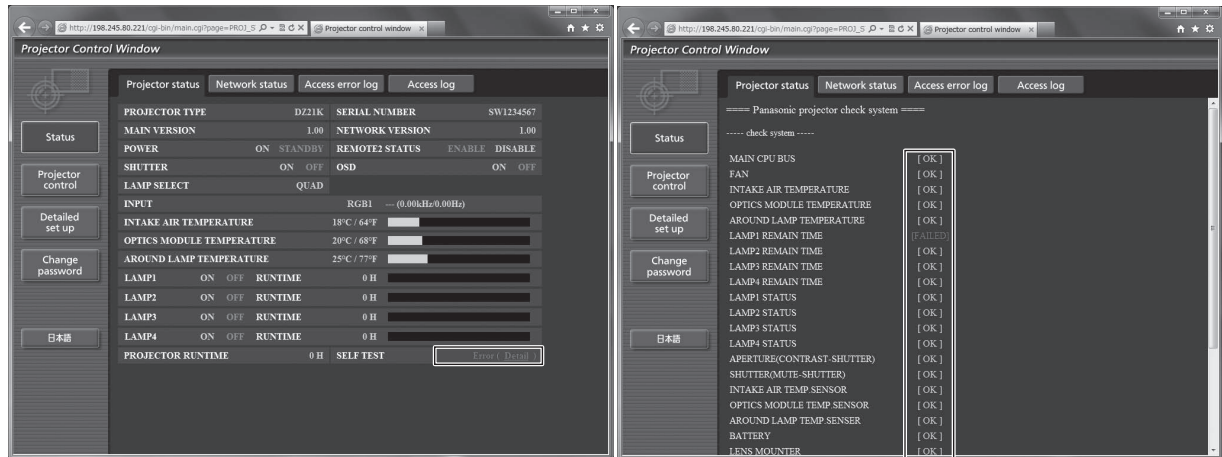 http://198.245.80.221/cgi-bin/main.cgi?page=PROJ_S
Projector control window
Projector Control Window
Projector status
Network status
Access error log
Access log
Status
Projector control
Detailed set up
Change password
日本語
PROJECTOR TYPE DZ21K SERIAL NUMBER SW1234567
MAIN VERSION 1.00 NETWORK VERSION 1.00
POWER ON STANDBY REMOTE2 STATUS ENABLE DISABLE
SHUTTER ON OFF OSD ON OFF
LAMP SELECT QUAD
INPUT RGB1 --- (0.00kHz/0.00Hz)
INTAKE AIR TEMPERATURE 18°C / 64°F
OPTICS MODULE TEMPERATURE 20°C / 68°F
AROUND LAMP TEMPERATURE 25°C / 77°F
LAMP1 ON OFF RUNTIME 0 H
LAMP2 ON OFF RUNTIME 0 H
LAMP3 ON OFF RUNTIME 0 H
LAMP4 ON OFF RUNTIME 0 H
PROJECTOR RUNTIME 0 H SELF TEST Error ( Detail )
http://198.245.80.221/cgi-bin/main.cgi?page=PROJ_S
Projector control window
Projector Control Window
Projector status
Network status
Access error log
Access log
Status
Projector control
Detailed set up
Change password
日本語
==== Panasonic projector check system ====
----- check system -----
MAIN CPU BUS [ OK ]
FAN [ OK ]
INTAKE AIR TEMPERATURE [ OK ]
OPTICS MODULE TEMPERATURE [ OK ]
AROUND LAMP TEMPERATURE [ OK ]
LAMP1 REMAIN TIME [FAILED]
LAMP2 REMAIN TIME [ OK ]
LAMP3 REMAIN TIME [ OK ]
LAMP4 REMAIN TIME [ OK ]
LAMP1 STATUS [ OK ]
LAMP2 STATUS [ OK ]
LAMP3 STATUS [ OK ]
LAMP4 STATUS [ OK ]
APERTURE(CONTRAST-SHUTTER) [ OK ]
SHUTTER(MUTE-SHUTTER) [ OK ]
INTAKE AIR TEMP.SENSOR [ OK ]
OPTICS MODULE TEMP.SENSOR [ OK ]
AROUND LAMP TEMP.SENSER [ OK ]
BATTERY [ OK ]
LENS MOUNTER [ OK ]